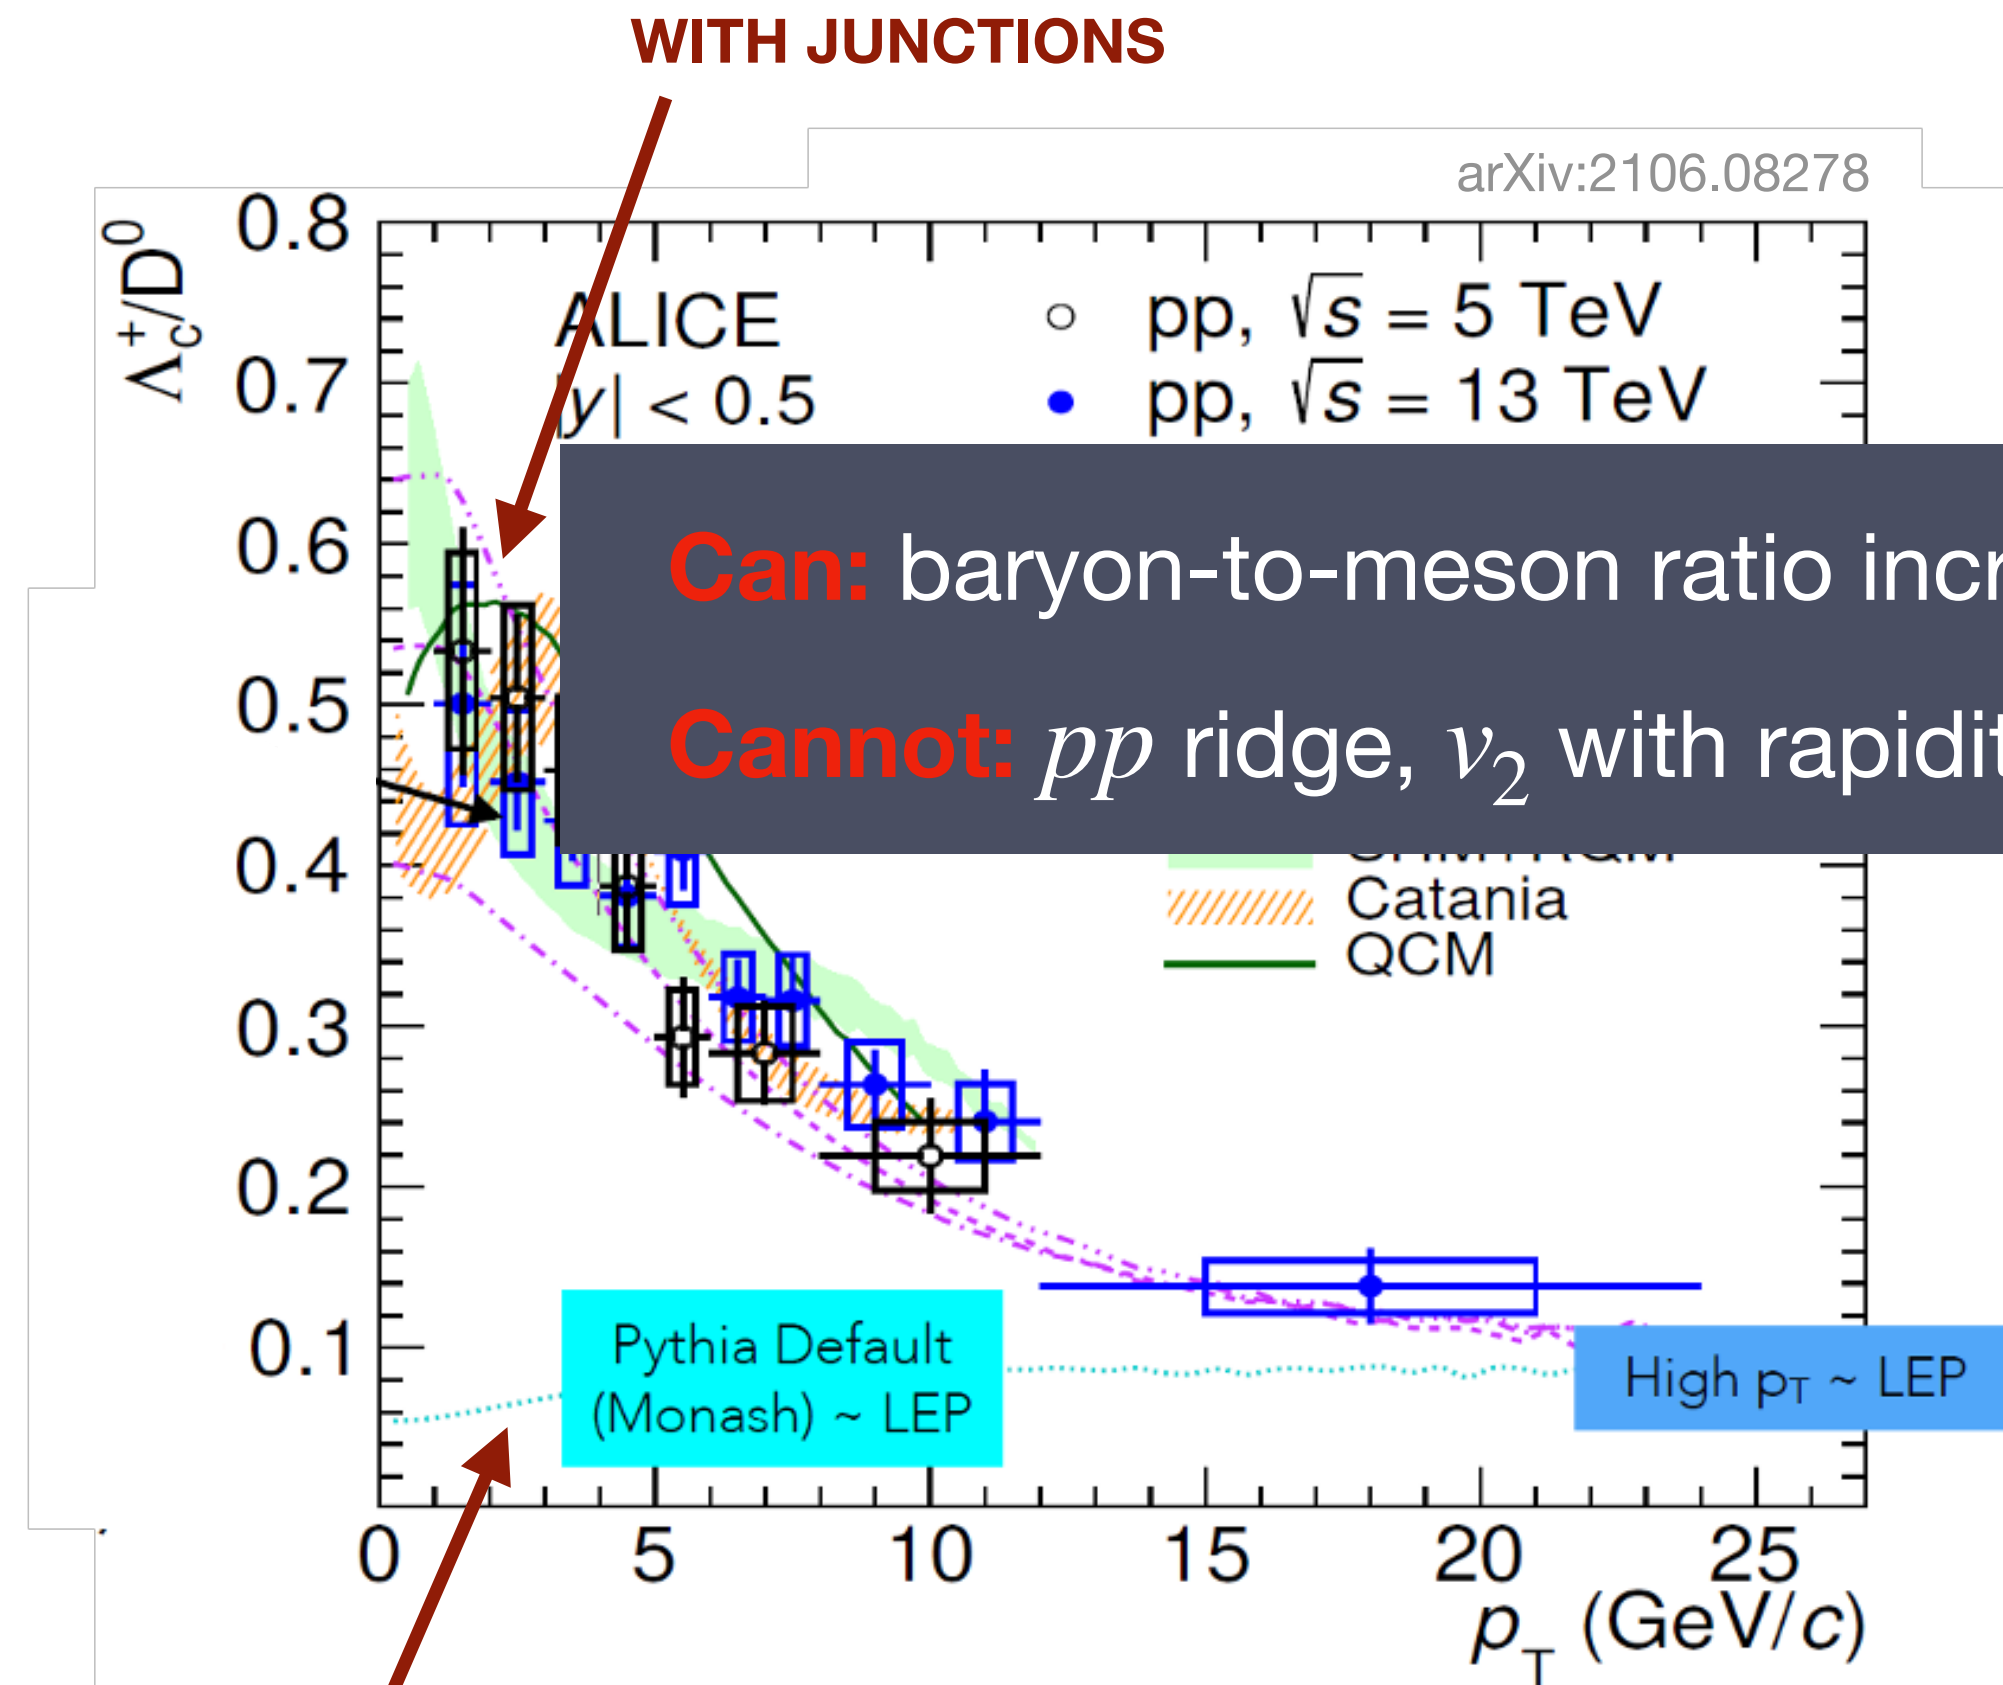 WITH JUNCTIONS
arXiv:2106.08278
Λc+/D0
0.8
0.7
0.6
0.5
0.4
0.3
0.2
0.1
ALICE
|y| < 0.5
pp, √s = 5 TeV
pp, √s = 13 TeV
Can: baryon-to-meson ratio incr
Cannot: pp ridge, v2 with rapidit
SHM+RQM
Catania
QCM
Pythia Default
(Monash) ~ LEP
High pT ~ LEP
0 5 10 15 20 25
pT (GeV/c)